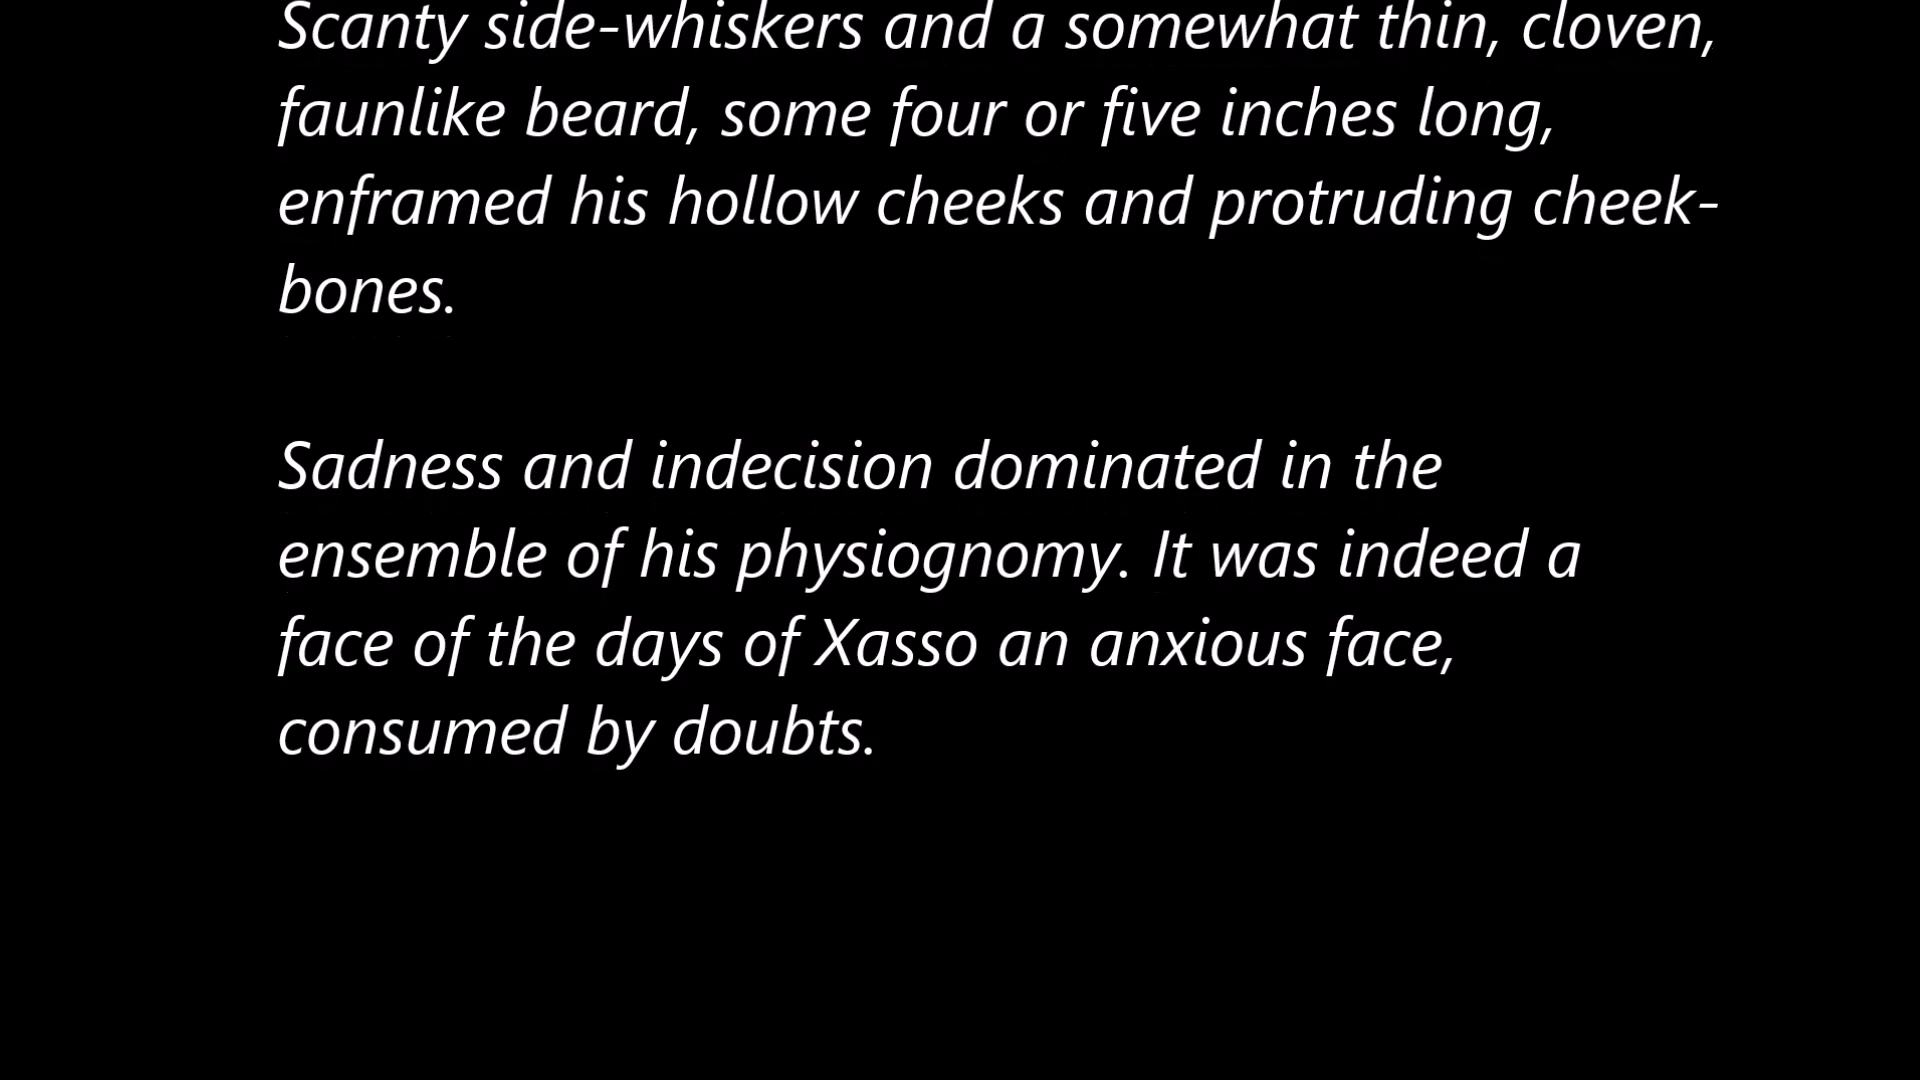 Scanty side-whiskers and a somewhat thin, cloven,
faunlike beard, some four or five inches long,
enframed his hollow cheeks and protruding cheek-
bones.
Sadness and indecision dominated in the
ensemble of his physiognomy. It was indeed a
face of the days of Xasso an anxious face,
consumed by doubts.